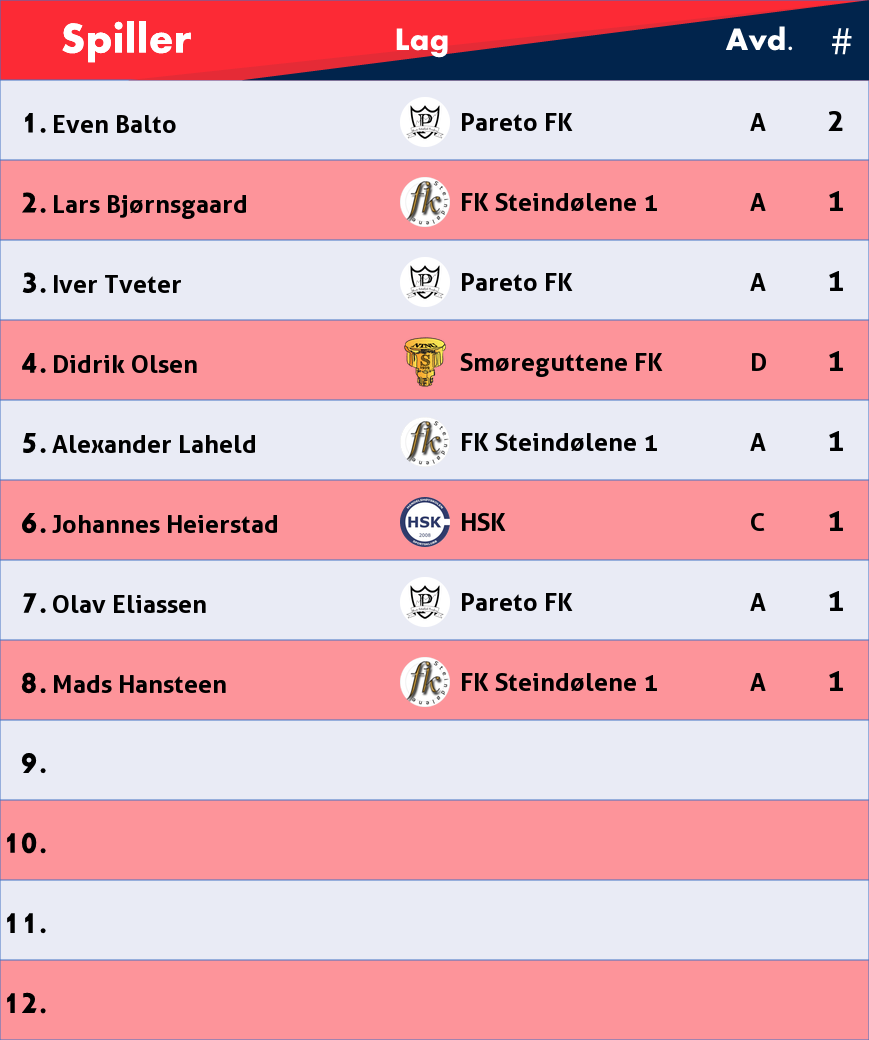 Spiller Lag Avd. #
1. Even Balto Pareto FK A 2
2. Lars Bjørnsgaard FK Steindølene 1 A 1
3. Iver Tveter Pareto FK A 1
4. Didrik Olsen Smøreguttene FK D 1
5. Alexander Laheld FK Steindølene 1 A 1
6. Johannes Heierstad HSK HSK C 1
2008
7. Olav Eliassen Pareto FK A 1
8. Mads Hansteen FK Steindølene 1 A 1
9.
10.
11.
12.